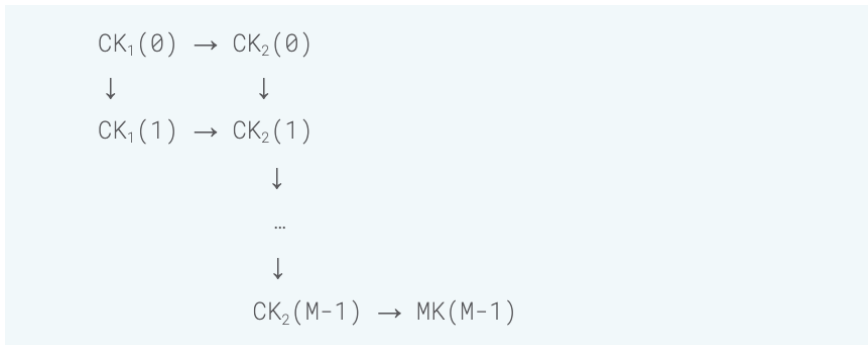 CK₁(0) → CK₂(0)
↓ ↓
CK₁(1) → CK₂(1)
↓
…
↓
CK₂(M-1) → MK(M-1)